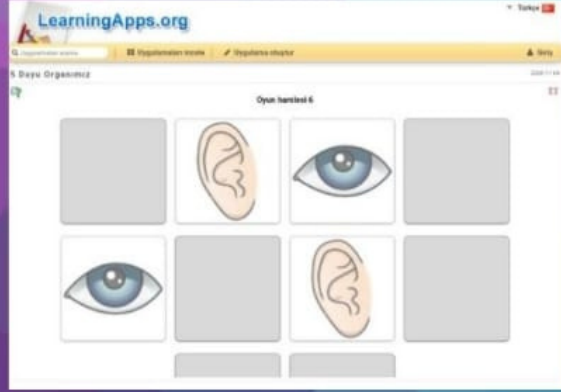 LearningApps.org
Türkçe
Uygulamaları incele
Uygulama oluştur
Giriş
5 Duyu Organımız
Oyun hamlesi 6